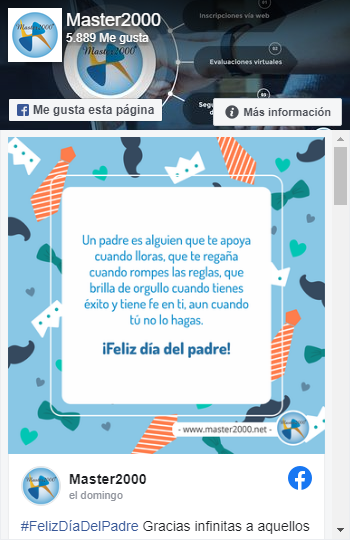 Inscripciones vía web
Master2000
5.889 Me gusta
Master2000
Evaluaciones virtuales
Me gusta esta página
Más información
Un padre es alguien que te apoya
cuando lloras, que te regaña
cuando rompes las reglas, que
brilla de orgullo cuando tienes
éxito y tiene fe en ti, aun cuando
tú no lo hagas.
¡Feliz día del padre!
- www.master2000.net -
Master2000
el domingo
#FelizDíaDelPadre Gracias infinitas a aquellos